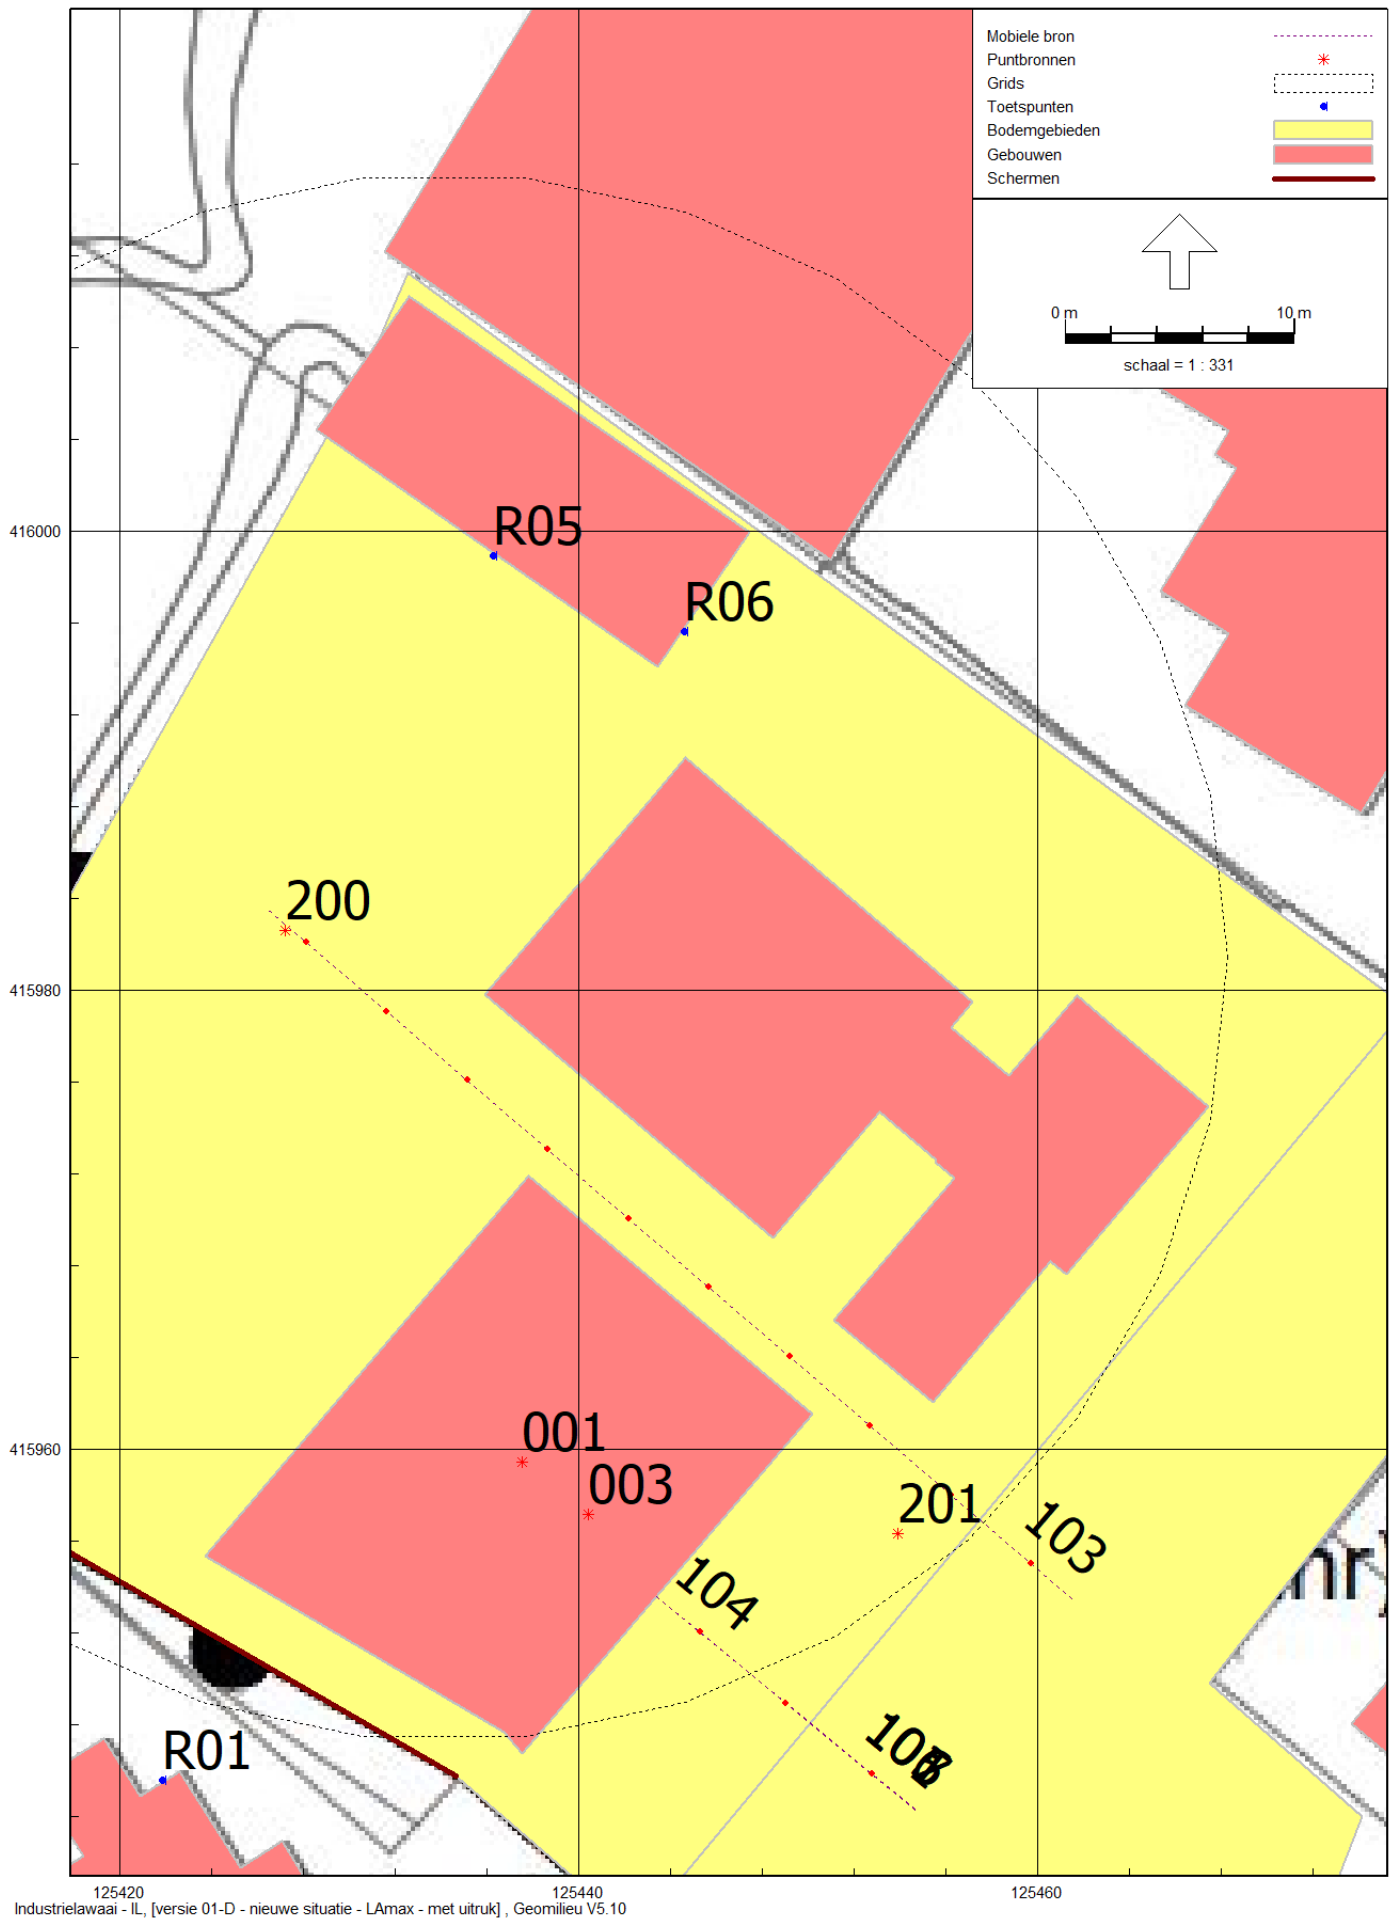 Mobiele bron
Puntbronnen
Grids
Toetspunten
Bodemgebieden
Gebouwen
Schermen
0 m 10 m
schaal = 1 : 331
416000
R05
R06
200
415980
415960
001
003
201
103
104
R01
nr)
125420 125440 125460
Industrielawaai - IL, [versie 01-D - nieuwe situatie - LAmax - met uitruk] , Geomilieu V5.10